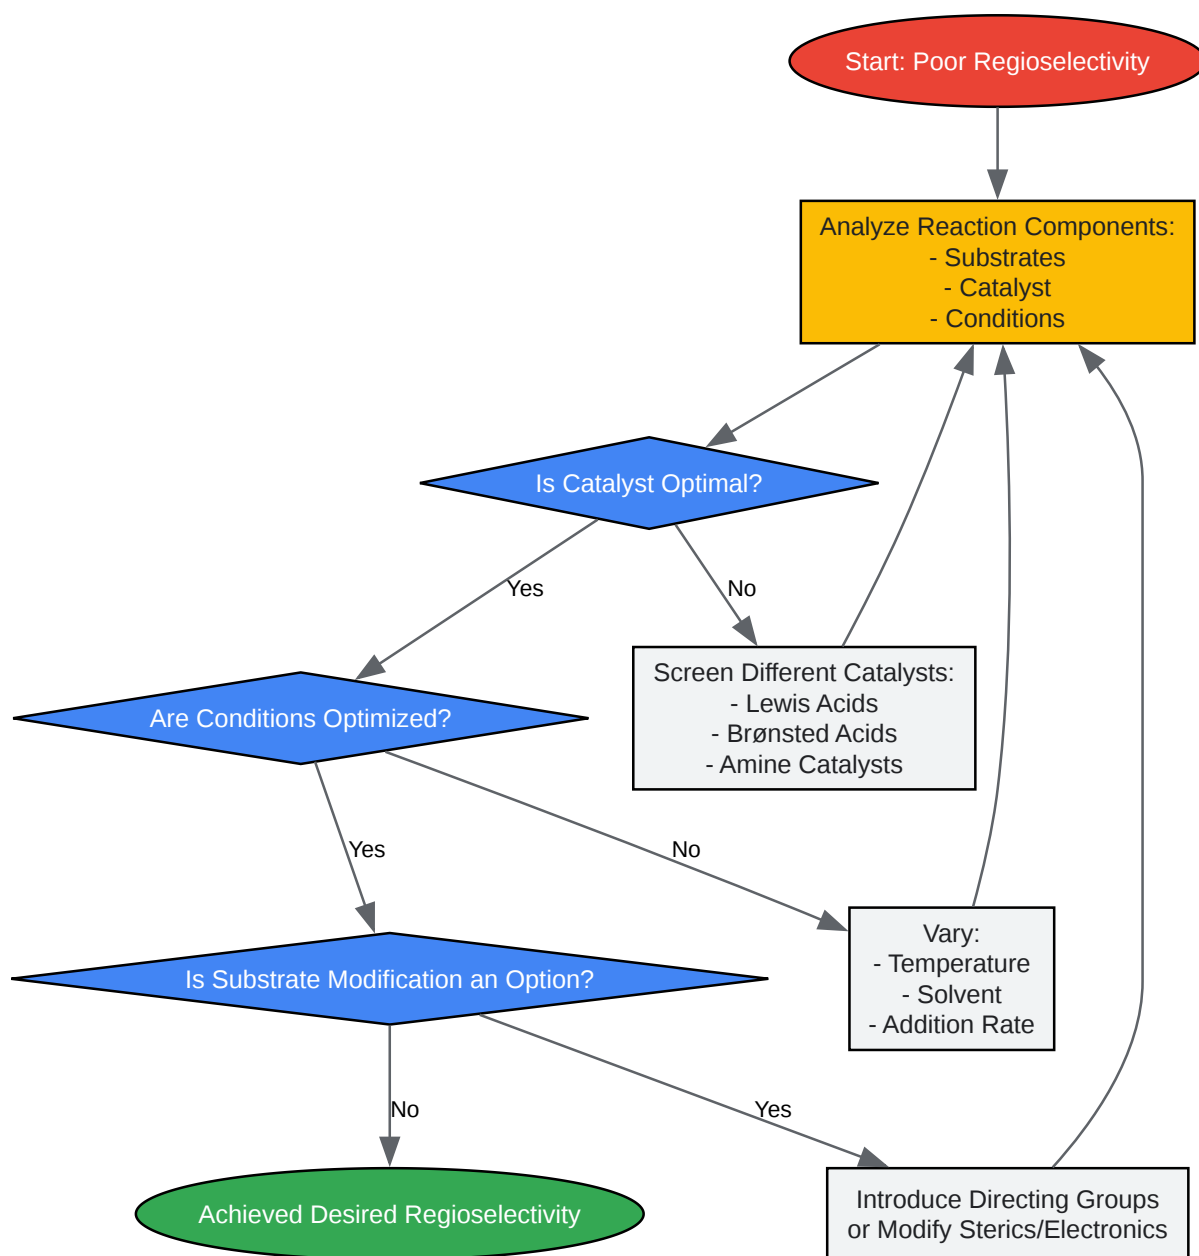 Start: Poor Regioselectivity
Analyze Reaction Components:
- Substrates
- Catalyst
- Conditions
Is Catalyst Optimal?
Yes
No
Screen Different Catalysts:
- Lewis Acids
- Brønsted Acids
- Amine Catalysts
Are Conditions Optimized?
Yes
No
Vary:
- Temperature
- Solvent
- Addition Rate
Is Substrate Modification an Option?
No
Yes
Achieved Desired Regioselectivity
Introduce Directing Groups
or Modify Sterics/Electronics